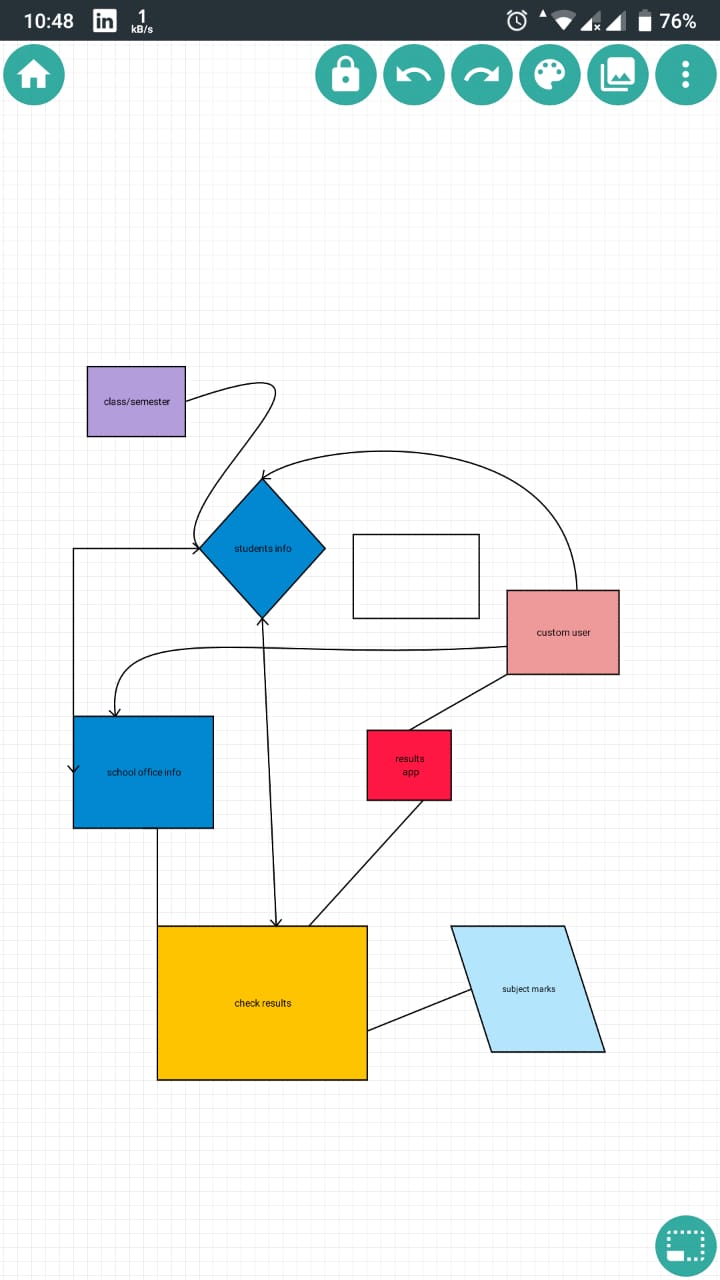 10:48 in 1 kB/s 76%
class/semester
students info
custom user
results
app
school office info
check results
subject marks